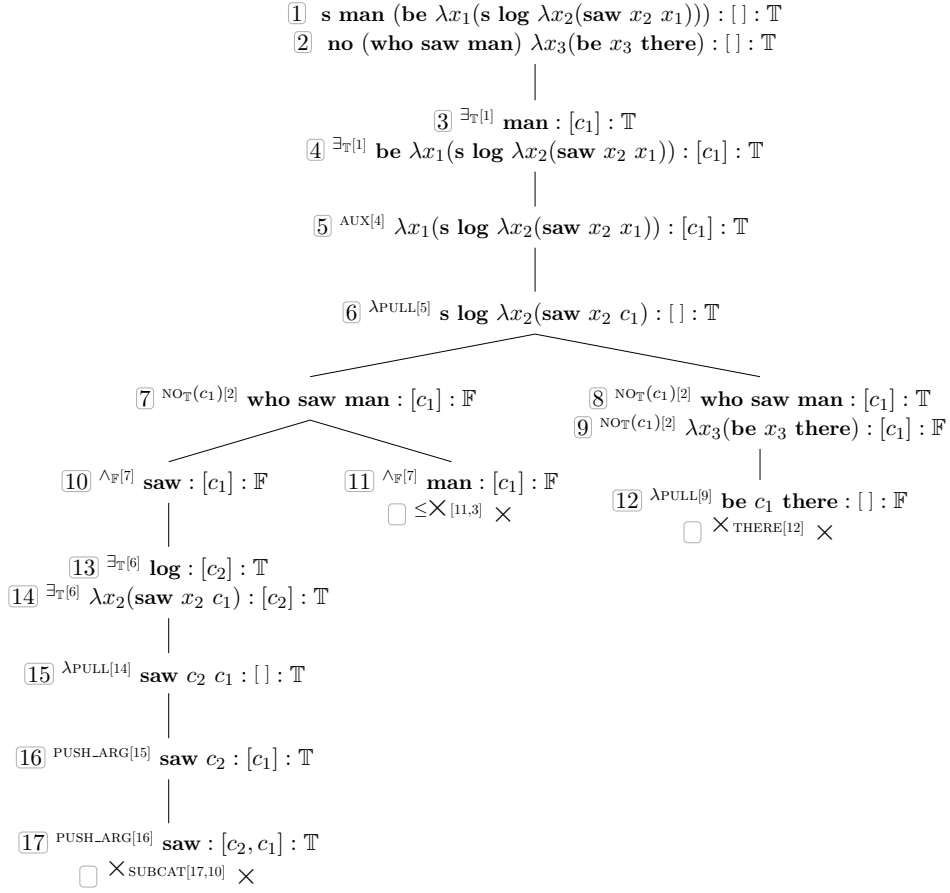 1 s man (be λx₁(s log λx₂(saw x₂ x₁))) : [ ] : 𝕋
2 no (who saw man) λx₃(be x₃ there) : [ ] : 𝕋
3 ∃𝕋[1] man : [c₁] : 𝕋
4 ∃𝕋[1] be λx₁(s log λx₂(saw x₂ x₁)) : [c₁] : 𝕋
5 AUX[4] λx₁(s log λx₂(saw x₂ x₁)) : [c₁] : 𝕋
6 λPULL[5] s log λx₂(saw x₂ c₁) : [ ] : 𝕋
7 NO𝕋(c₁)[2] who saw man : [c₁] : 𝔽
8 NO𝕋(c₁)[2] who saw man : [c₁] : 𝕋
9 NO𝕋(c₁)[2] λx₃(be x₃ there) : [c₁] : 𝔽
10 ∧𝔽[7] saw : [c₁] : 𝔽
11 ∧𝔽[7] man : [c₁] : 𝔽
≤×[11,3] ×
12 λPULL[9] be c₁ there : [ ] : 𝔽
×THERE[12] ×
13 ∃𝕋[6] log : [c₂] : 𝕋
14 ∃𝕋[6] λx₂(saw x₂ c₁) : [c₂] : 𝕋
15 λPULL[14] saw c₂ c₁ : [ ] : 𝕋
16 PUSH_ARG[15] saw c₂ : [c₁] : 𝕋
17 PUSH_ARG[16] saw : [c₂, c₁] : 𝕋
×SUBCAT[17,10] ×